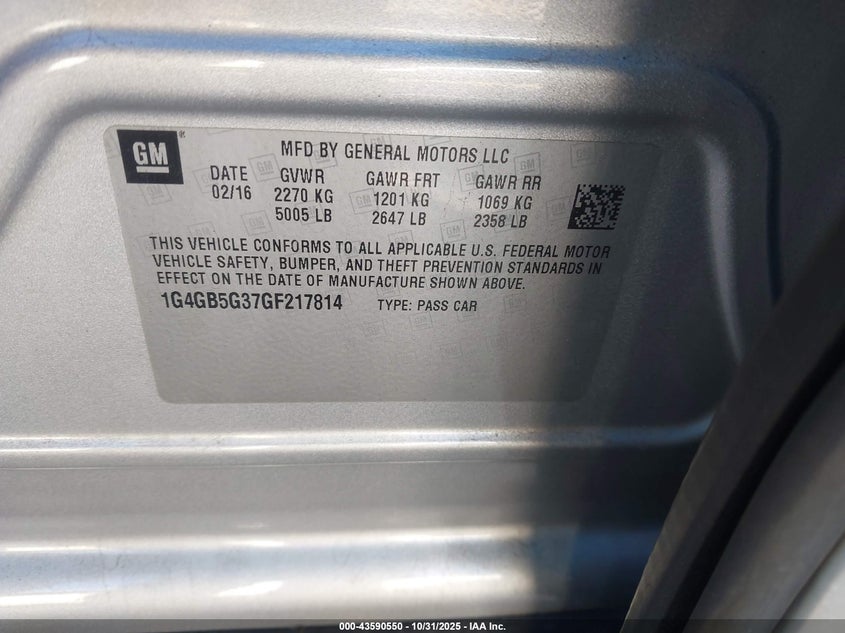 GM ® MFD BY GENERAL MOTORS LLC
DATE GVWR GAWR FRT GAWR RR
02/16 2270 KG 1201 KG 1069 KG
5005 LB 2647 LB 2358 LB
THIS VEHICLE CONFORMS TO ALL APPLICABLE U.S. FEDERAL MOTOR
VEHICLE SAFETY, BUMPER, AND THEFT PREVENTION STANDARDS IN
EFFECT ON THE DATE OF MANUFACTURE SHOWN ABOVE.
1G4GB5G37GF217814 TYPE: PASS CAR
000-43590550 - 10/31/2025 - IAA Inc.